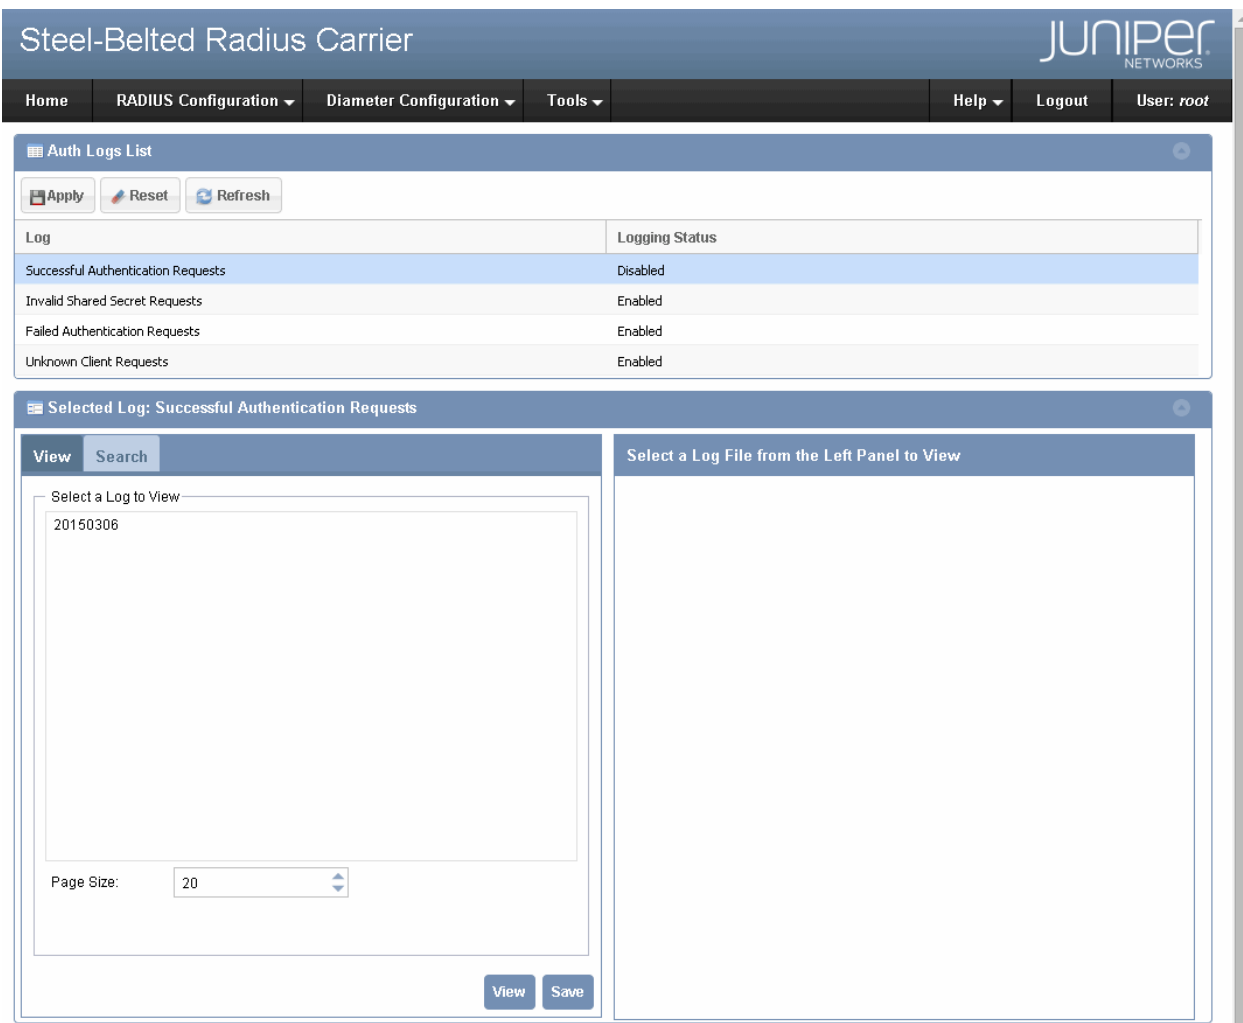 Steel-Belted Radius Carrier
JUNIPER
NETWORKS
Home RADIUS Configuration Diameter Configuration Tools Help Logout User: root
Auth Logs List
Apply Reset Refresh
Log Logging Status
Successful Authentication Requests Disabled
Invalid Shared Secret Requests Enabled
Failed Authentication Requests Enabled
Unknown Client Requests Enabled
Selected Log: Successful Authentication Requests
View Search
Select a Log File from the Left Panel to View
Select a Log to View
20150306
Page Size: 20
View Save